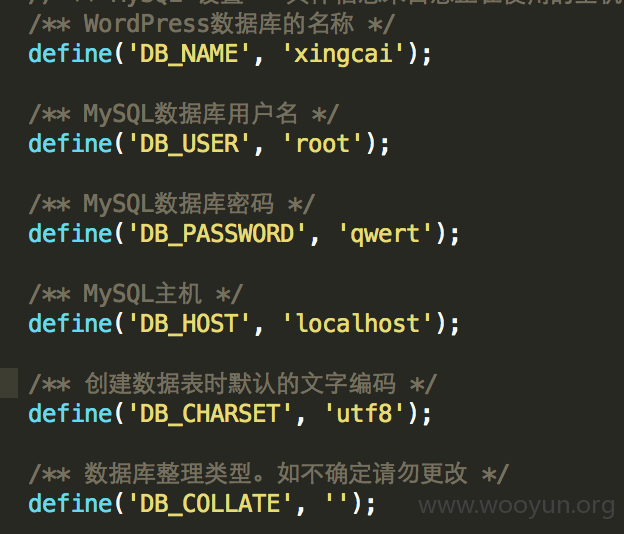 /** WordPress数据库的名称 */
define('DB_NAME', 'xingcai');
/** MySQL数据库用户名 */
define('DB_USER', 'root');
/** MySQL数据库密码 */
define('DB_PASSWORD', 'qwert');
/** MySQL主机 */
define('DB_HOST', 'localhost');
/** 创建数据表时默认的文字编码 */
define('DB_CHARSET', 'utf8');
/** 数据库整理类型。如不确定请勿更改 */
define('DB_COLLATE', '');
www.wooyun.org